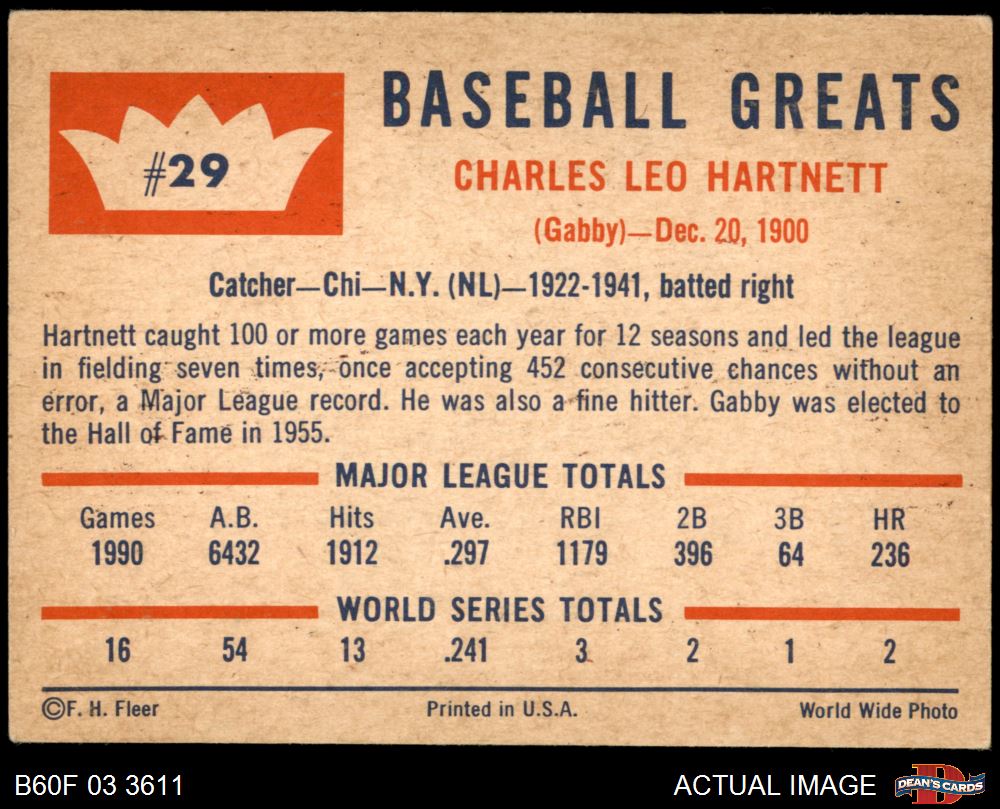 #29
BASEBALL GREATS
CHARLES LEO HARTNETT
(Gabby)—Dec. 20, 1900
Catcher—Chi—N.Y. (NL)—1922-1941, batted right
Hartnett caught 100 or more games each year for 12 seasons and led the league
in fielding seven times, once accepting 452 consecutive chances without an
error, a Major League record. He was also a fine hitter. Gabby was elected to
the Hall of Fame in 1955.
MAJOR LEAGUE TOTALS
Games A.B. Hits Ave. RBI 2B 3B HR
1990 6432 1912 .297 1179 396 64 236
WORLD SERIES TOTALS
16 54 13 .241 3 2 1 2
©F. H. Fleer Printed in U.S.A. World Wide Photo
B60F 03 3611 ACTUAL IMAGE D DEAN'S CARDS